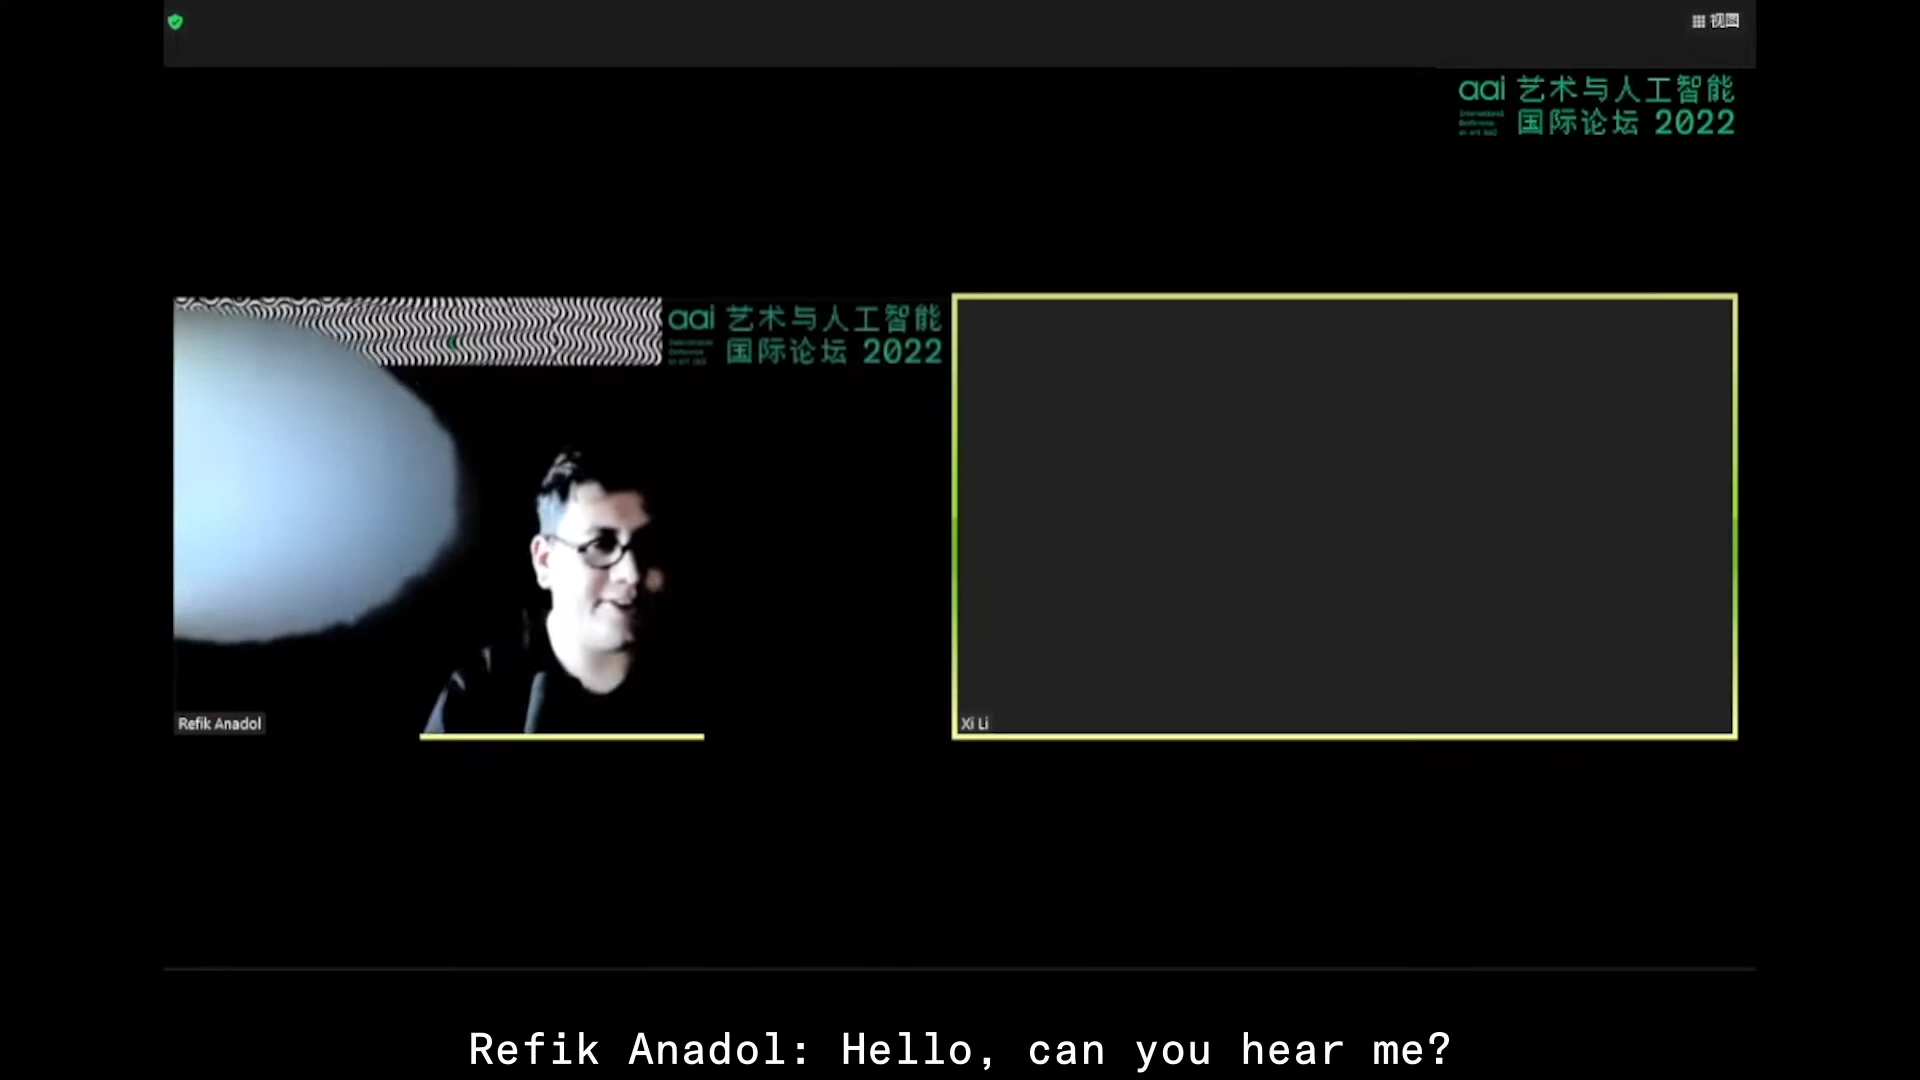 视图
aai 艺术与人工智能
国际论坛 2022
aai 艺术与人工智能
国际论坛 2022
Refik Anadol
Xi Li
Refik Anadol: Hello, can you hear me?